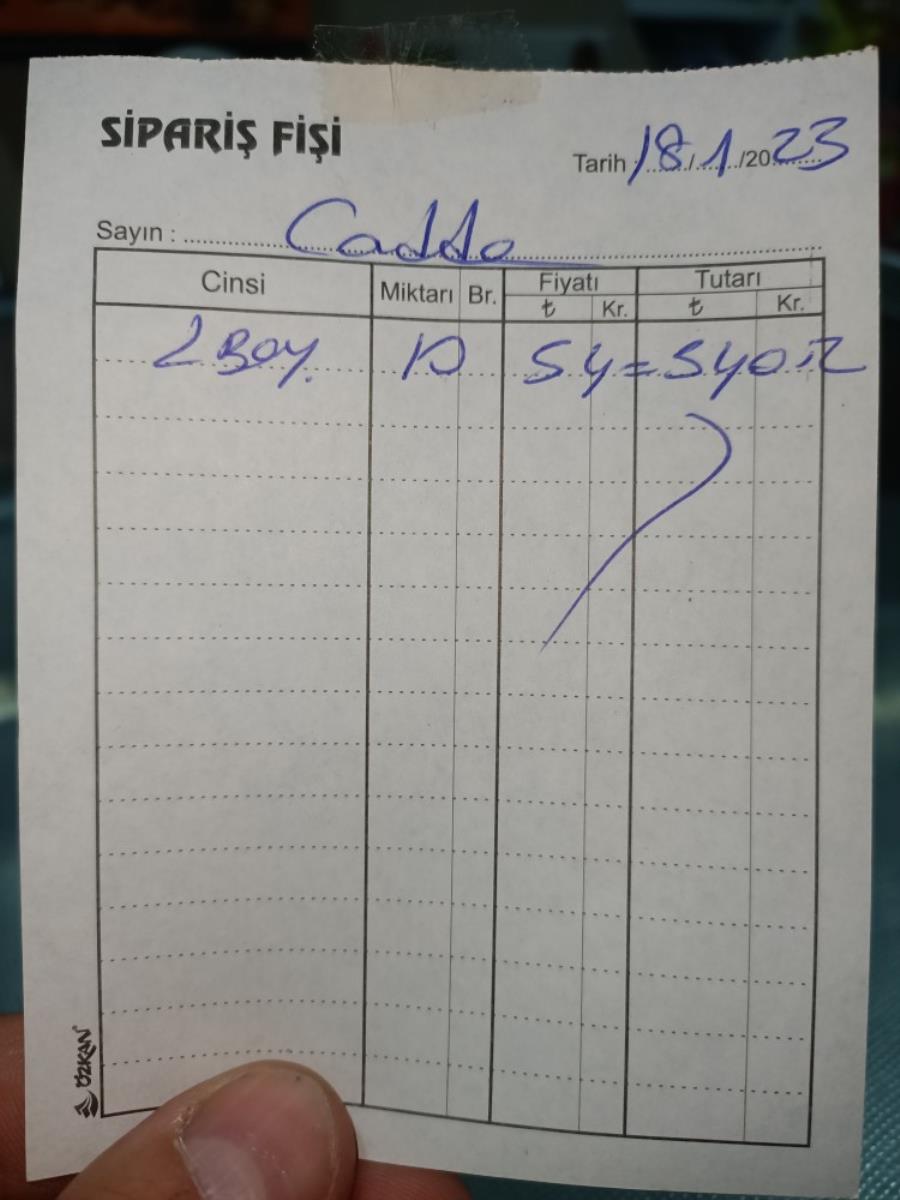 SİPARİŞ FİŞİ
Tarih : 18/1/2023
Sayın : Cadde
Cinsi Miktarı Br. Fiyatı Tutarı
₺ Kr. ₺ Kr.
2 BOY. 10 54 = 540 TL
ÖZKAN